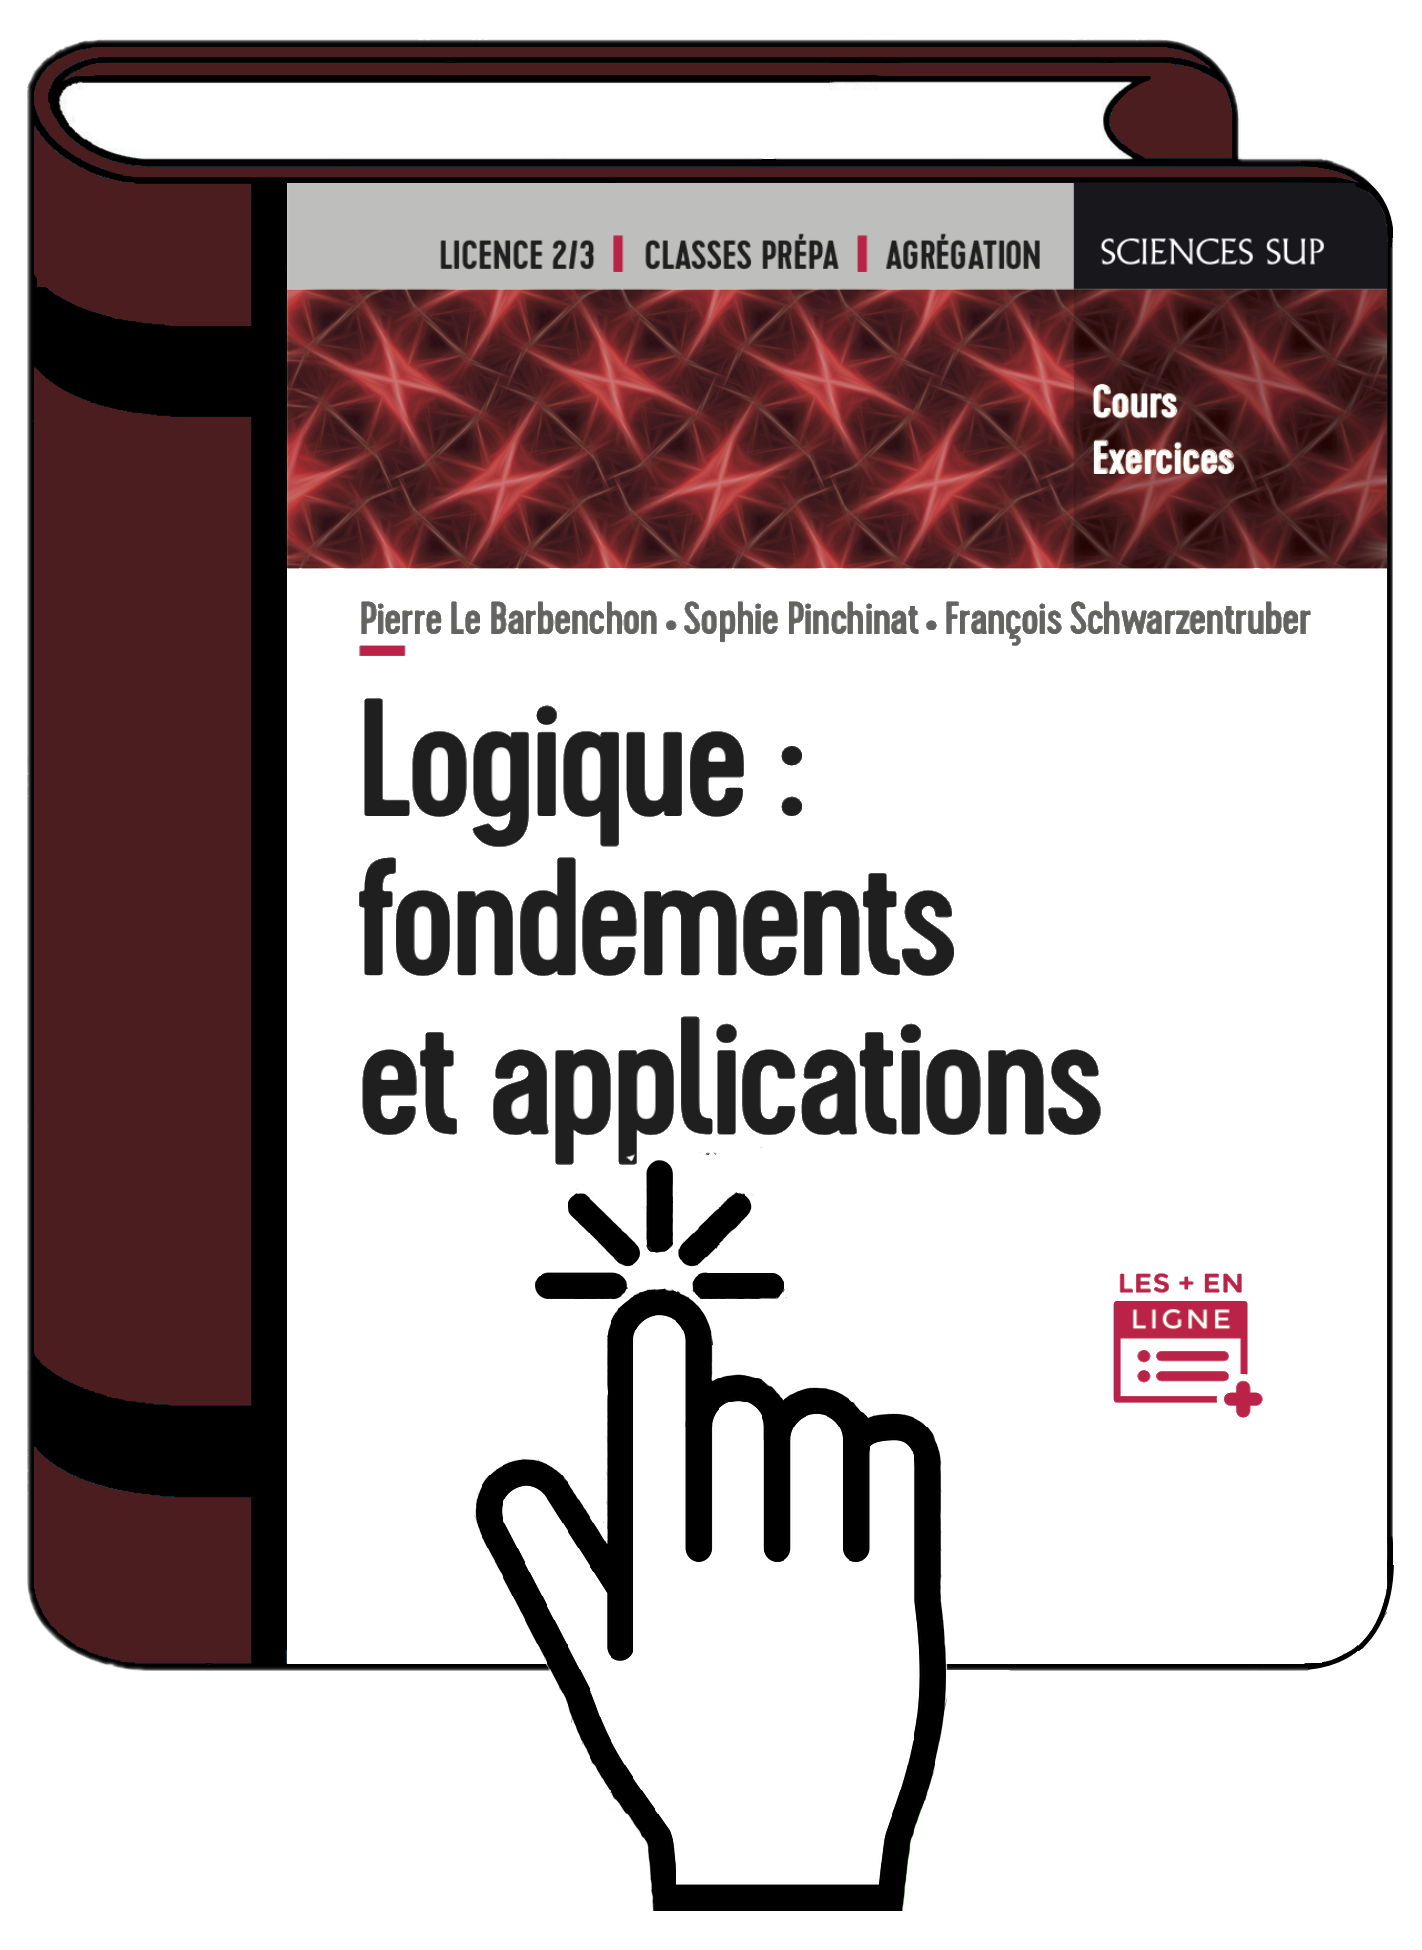 LICENCE 2/3 | CLASSES PRÉPA | AGRÉGATION SCIENCES SUP
Cours
Exercices
Pierre Le Barbenchon • Sophie Pinchinat • François Schwarzentruber
Logique :
fondements
et applications
LES + EN
LIGNE